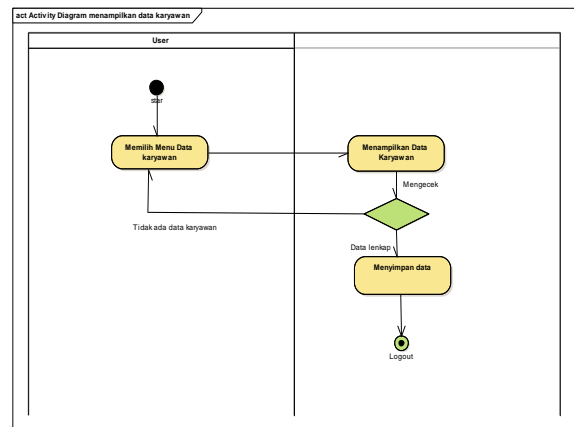 act Activity Diagram menampilkan data karyawan
User
star
Memilih Menu Data
karyawan
Menampilkan Data
Karyawan
Mengecek
Tidak ada data karyawan
Data lenkap
Menyimpan data
Logout